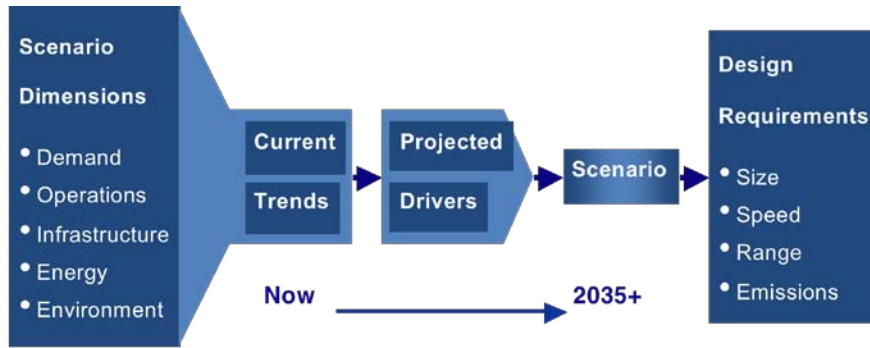 Scenario
Dimensions
• Demand
• Operations
• Infrastructure
• Energy
• Environment
Current
Trends
Projected
Drivers
Scenario
Design
Requirements
• Size
• Speed
• Range
• Emissions
Now
2035+